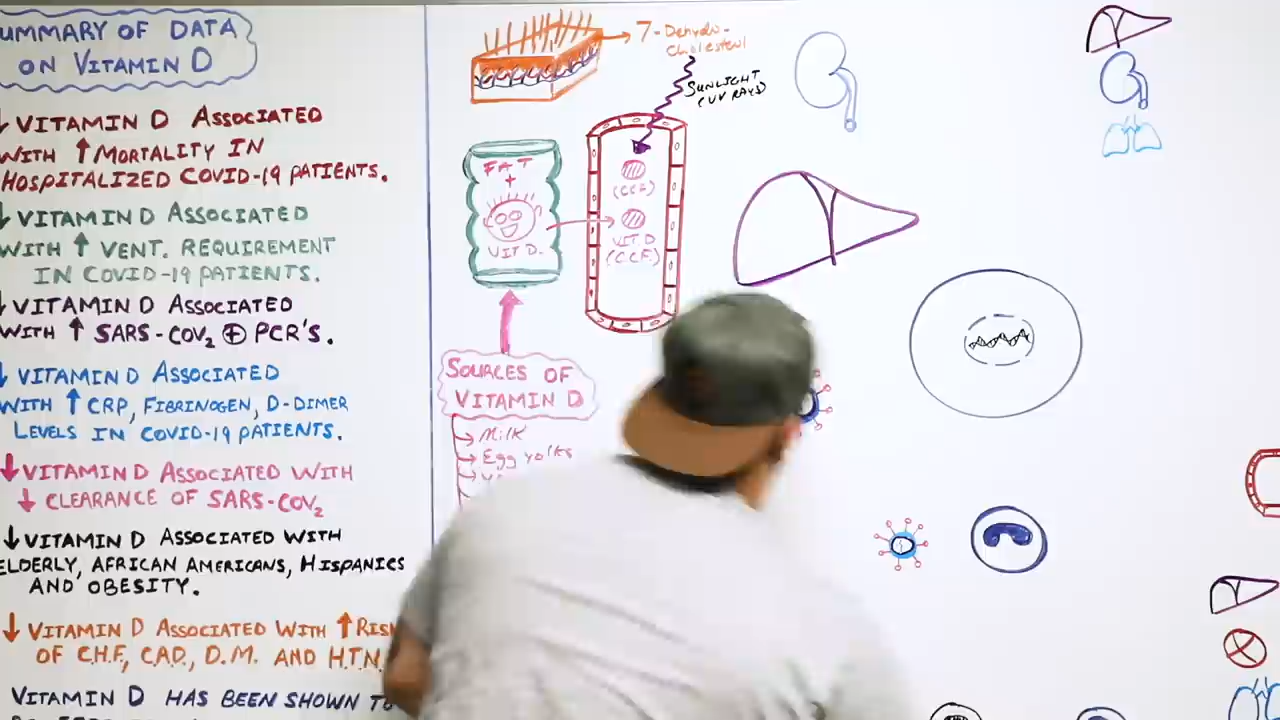 UMMARY OF DATA
ON VITAMIN D
↓ VITAMIN D ASSOCIATED
WITH ↑ MORTALITY IN
HOSPITALIZED COVID-19 PATIENTS.
↓ VITAMIN D ASSOCIATED
WITH ↑ VENT. REQUIREMENT
IN COVID-19 PATIENTS.
↓ VITAMIN D ASSOCIATED
WITH ↑ SARS-COV₂ ⊕ PCR'S.
↓ VITAMIN D ASSOCIATED
WITH ↑ CRP, FIBRINOGEN, D-DIMER
LEVELS IN COVID-19 PATIENTS.
↓ VITAMIN D ASSOCIATED WITH
↓ CLEARANCE OF SARS-COV₂
↓ VITAMIN D ASSOCIATED WITH
ELDERLY, AFRICAN AMERICANS, HISPANICS
AND OBESITY.
↓ VITAMIN D ASSOCIATED WITH ↑ RIS
OF C.H.F., CAD., D.M. AND H.T.N.
VITAMIN D HAS BEEN SHOWN TO
7-Dehydro-
Cholesterol
SUNLIGHT
(UV RAYS)
FAT
+
VIT D.
(C.C.F.)
VIT. D
(C.C.F.)
SOURCES OF
VITAMIN D
Milk
Egg yolks